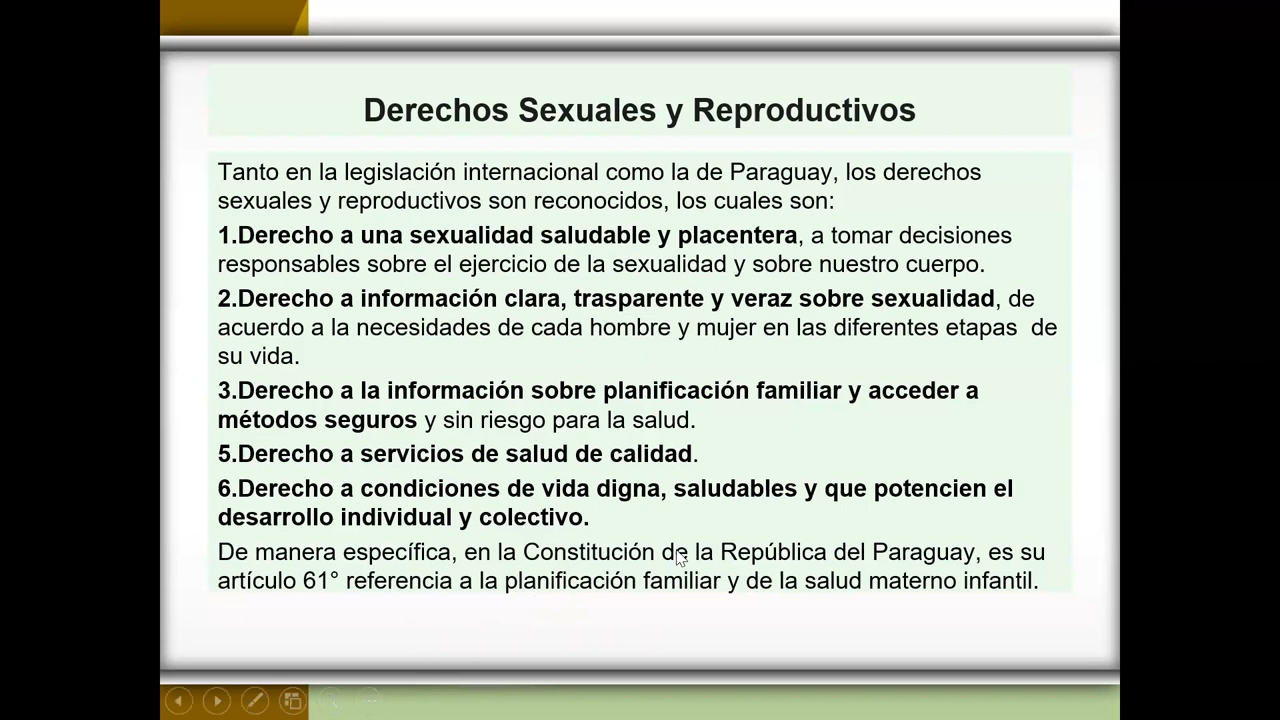 Derechos Sexuales y Reproductivos
Tanto en la legislación internacional como la de Paraguay, los derechos
sexuales y reproductivos son reconocidos, los cuales son:
1.Derecho a una sexualidad saludable y placentera, a tomar decisiones
responsables sobre el ejercicio de la sexualidad y sobre nuestro cuerpo.
2.Derecho a información clara, trasparente y veraz sobre sexualidad, de
acuerdo a la necesidades de cada hombre y mujer en las diferentes etapas de
su vida.
3.Derecho a la información sobre planificación familiar y acceder a
métodos seguros y sin riesgo para la salud.
5.Derecho a servicios de salud de calidad.
6.Derecho a condiciones de vida digna, saludables y que potencien el
desarrollo individual y colectivo.
De manera específica, en la Constitución de la República del Paraguay, es su
artículo 61° referencia a la planificación familiar y de la salud materno infantil.